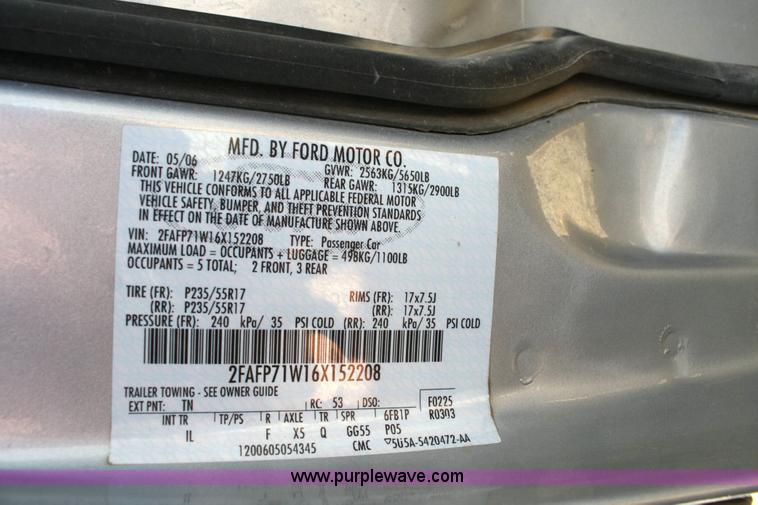 MFD. BY FORD MOTOR CO.
DATE: 05/06 GVWR: 2563KG/5650LB
FRONT GAWR: 1247KG/2750LB REAR GAWR: 1315KG/2900LB
THIS VEHICLE CONFORMS TO ALL APPLICABLE FEDERAL MOTOR
VEHICLE SAFETY, BUMPER, AND THEFT PREVENTION STANDARDS
IN EFFECT ON THE DATE OF MANUFACTURE SHOWN ABOVE.
VIN: 2FAFP71W16X152208 TYPE: Passenger Car
MAXIMUM LOAD = OCCUPANTS + LUGGAGE = 498KG/1100LB
OCCUPANTS = 5 TOTAL; 2 FRONT, 3 REAR
TIRE (FR): P235/55R17 RIMS (FR): 17x7.5J
(RR): P235/55R17 (RR): 17x7.5J
PRESSURE (FR): 240 kPa/ 35 PSI COLD (RR): 240 kPa/ 35 PSI COLD
2FAFP71W16X152208
TRAILER TOWING - SEE OWNER GUIDE
EXT PNT: TN RC: 53 DSO: F0225
INT TR TP/PS R AXLE TR SPR 6FB1P R0303
IL F X5 Q GG55 P05
1200605054345 CMC ▽5U5A-5420472-AA
www.purplewave.com